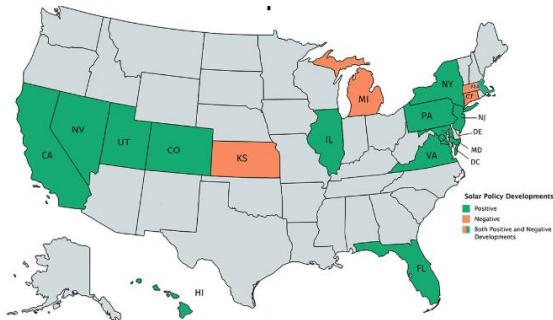 NY
MA
CT
MI
PA
NJ
NV
UT
CO
IL
DE
CA
KS
VA
MD
DC
Solar Policy Developments
Positive
Negative
Both Positive and Negative
Developments
FL
HI